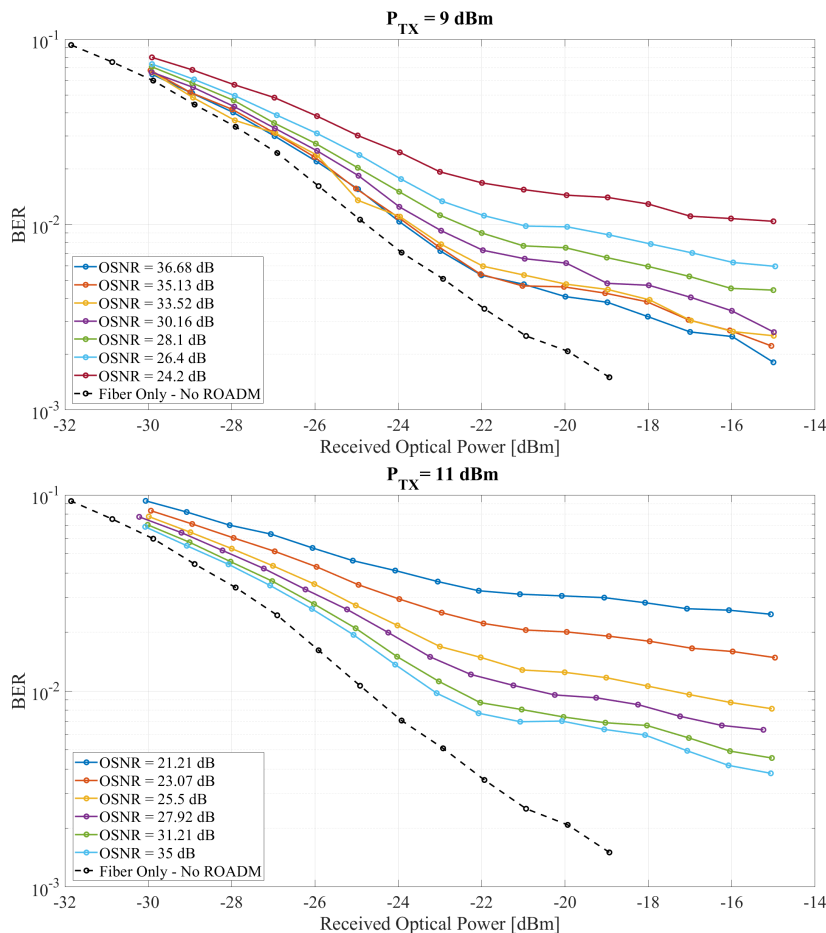 P_TX = 9 dBm
10^-1
10^-2
10^-3
BER
OSNR = 36.68 dB
OSNR = 35.13 dB
OSNR = 33.52 dB
OSNR = 30.16 dB
OSNR = 28.1 dB
OSNR = 26.4 dB
OSNR = 24.2 dB
Fiber Only - No ROADM
-32 -30 -28 -26 -24 -22 -20 -18 -16 -14
Received Optical Power [dBm]
P_TX= 11 dBm
10^-1
10^-2
10^-3
BER
OSNR = 21.21 dB
OSNR = 23.07 dB
OSNR = 25.5 dB
OSNR = 27.92 dB
OSNR = 31.21 dB
OSNR = 35 dB
Fiber Only - No ROADM
-32 -30 -28 -26 -24 -22 -20 -18 -16 -14
Received Optical Power [dBm]